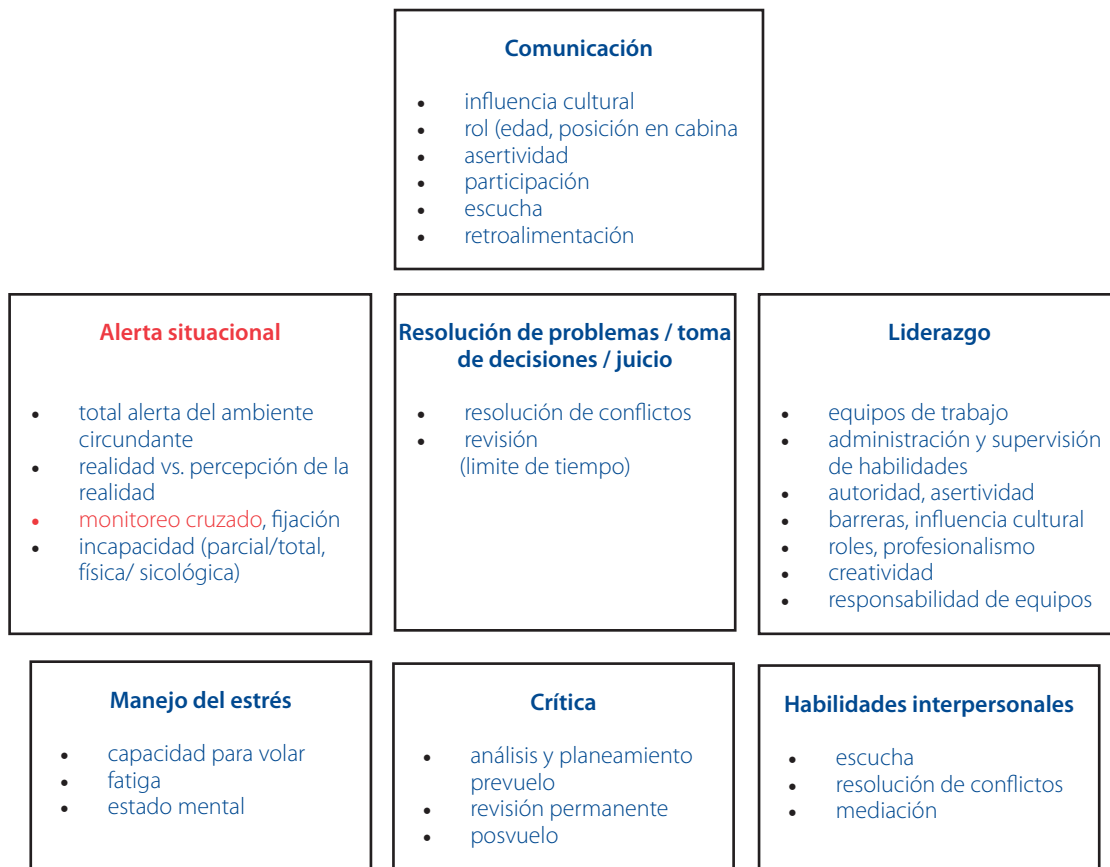 Comunicación
• influencia cultural
• rol (edad, posición en cabina
• asertividad
• participación
• escucha
• retroalimentación
Alerta situacional
• total alerta del ambiente
circundante
• realidad vs. percepción de la
realidad
• monitoreo cruzado, fijación
• incapacidad (parcial/total,
física/ sicológica)
Resolución de problemas / toma
de decisiones / juicio
• resolución de conflictos
• revisión
(limite de tiempo)
Liderazgo
• equipos de trabajo
• administración y supervisión
de habilidades
• autoridad, asertividad
• barreras, influencia cultural
• roles, profesionalismo
• creatividad
• responsabilidad de equipos
Manejo del estrés
• capacidad para volar
• fatiga
• estado mental
Crítica
• análisis y planeamiento
prevuelo
• revisión permanente
• posvuelo
Habilidades interpersonales
• escucha
• resolución de conflictos
• mediación